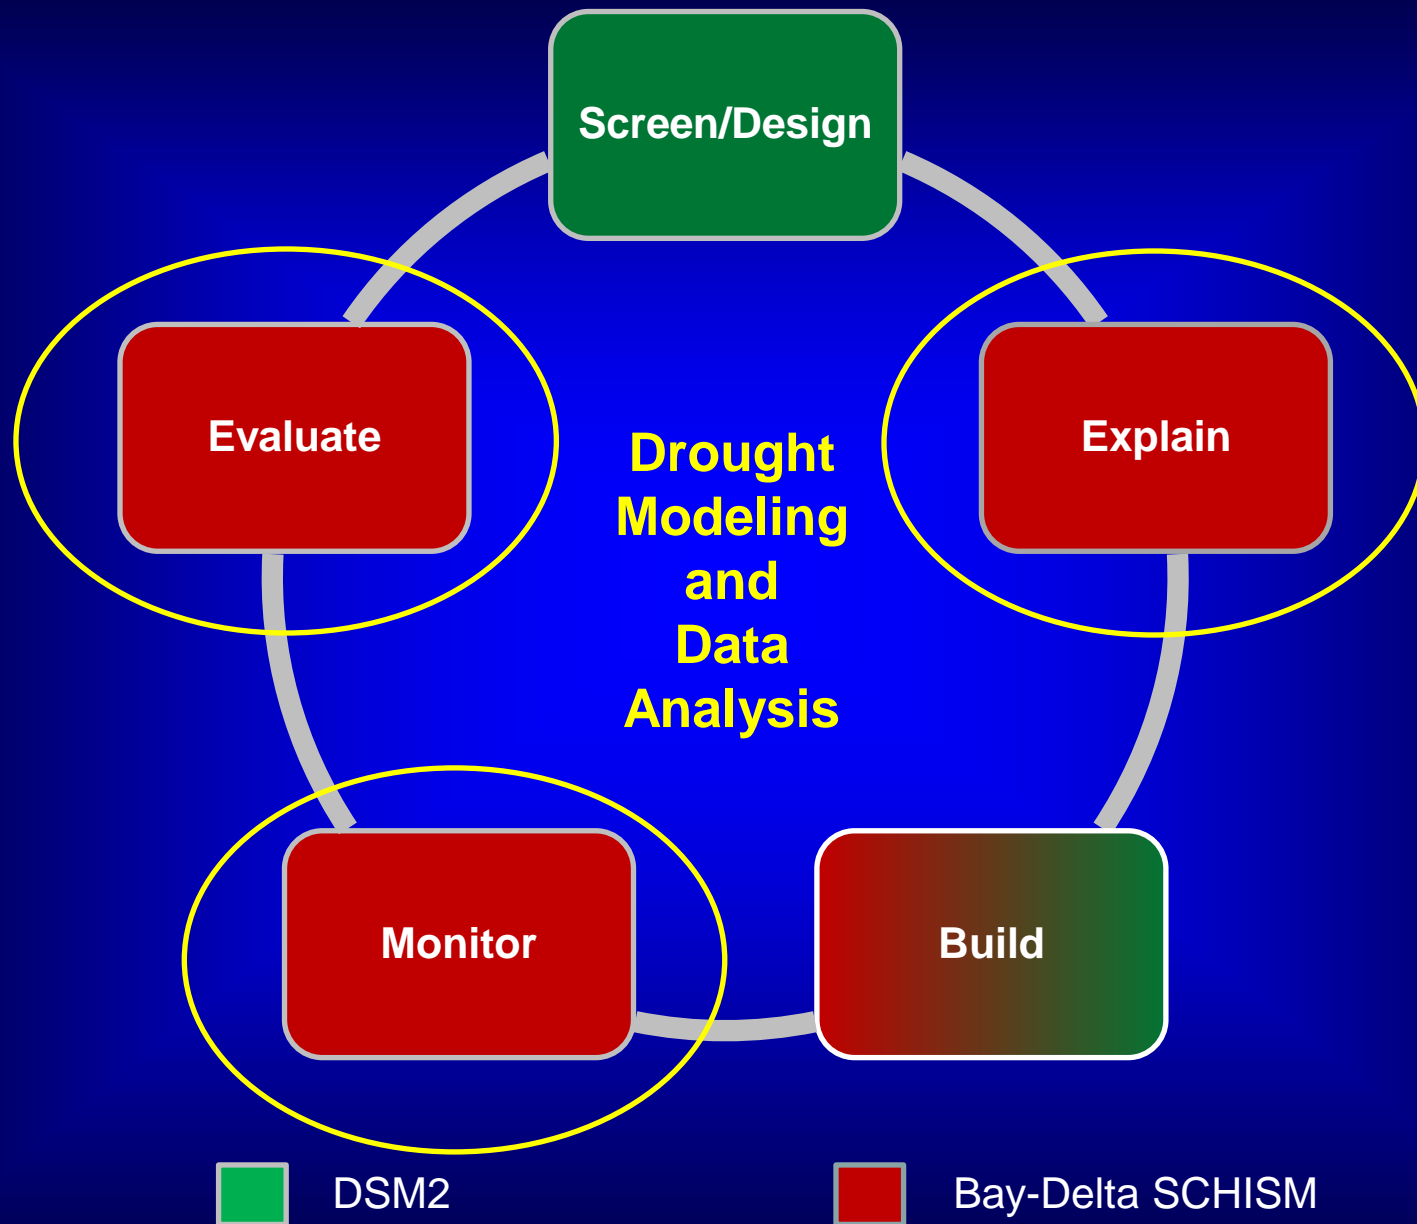 Screen/Design
Evaluate
Explain
Drought
Modeling
and
Data
Analysis
Monitor
Build
DSM2
Bay-Delta SCHISM